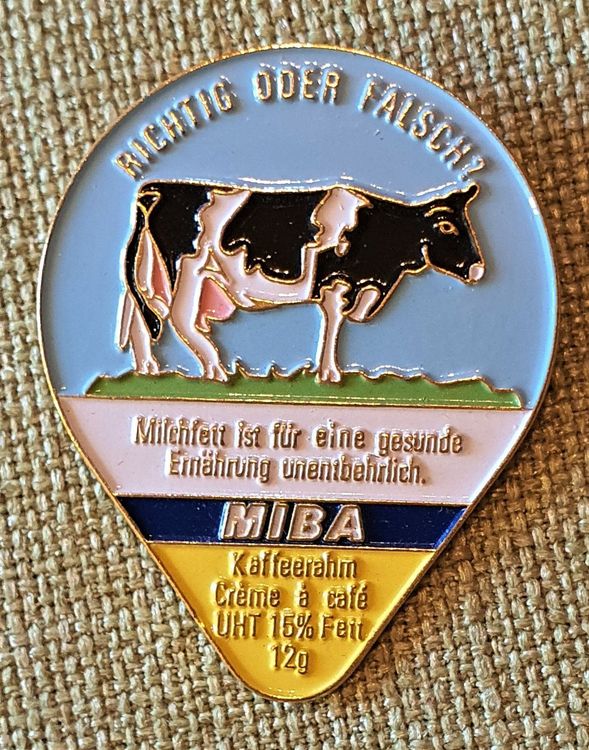 RICHTIG ODER FALSCH?
Milchfett ist für eine gesunde
Ernährung unentbehrlich.
MIBA
Kaffeerahm
Crème à café
UHT 15% Fett
12g